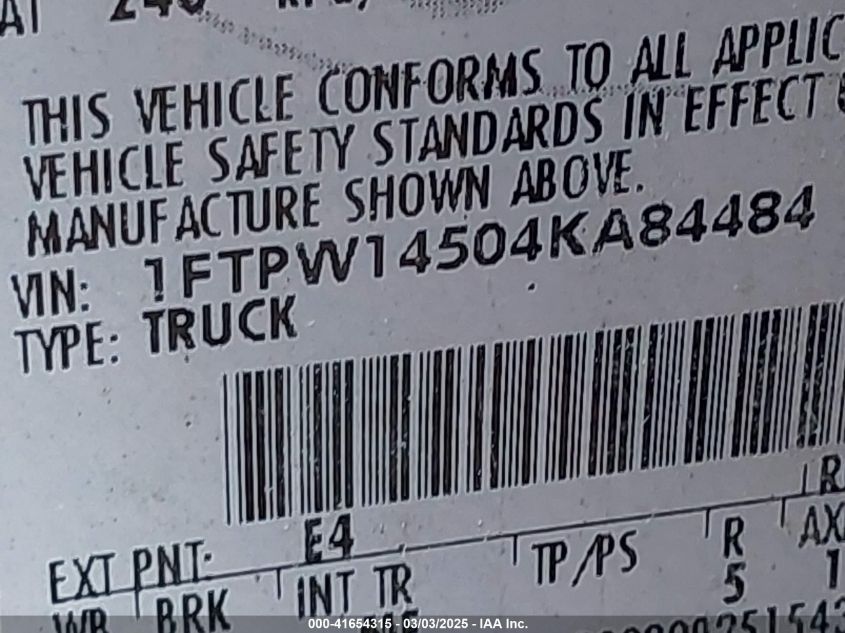 THIS VEHICLE CONFORMS TO ALL APPLIC
VEHICLE SAFETY STANDARDS IN EFFECT
MANUFACTURE SHOWN ABOVE.
VIN: 1FTPW14504KA84484
TYPE: TRUCK
EXT PNT: E4
WB BRK INT TR TP/PS R AX
5 1
000-41654315 - 03/03/2025 - IAA Inc.